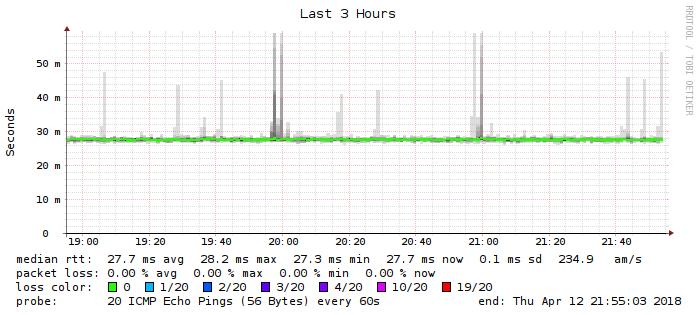 Last 3 Hours
RRDTOOL / TOBI OETIKER
Seconds
50 m
40 m
30 m
20 m
10 m
0
19:00 19:20 19:40 20:00 20:20 20:40 21:00 21:20 21:40
median rtt: 27.7 ms avg 28.2 ms max 27.3 ms min 27.7 ms now 0.1 ms sd 234.9 am/s
packet loss: 0.00 % avg 0.00 % max 0.00 % min 0.00 % now
loss color: 0 1/20 2/20 3/20 4/20 10/20 19/20
probe: 20 ICMP Echo Pings (56 Bytes) every 60s end: Thu Apr 12 21:55:03 2018